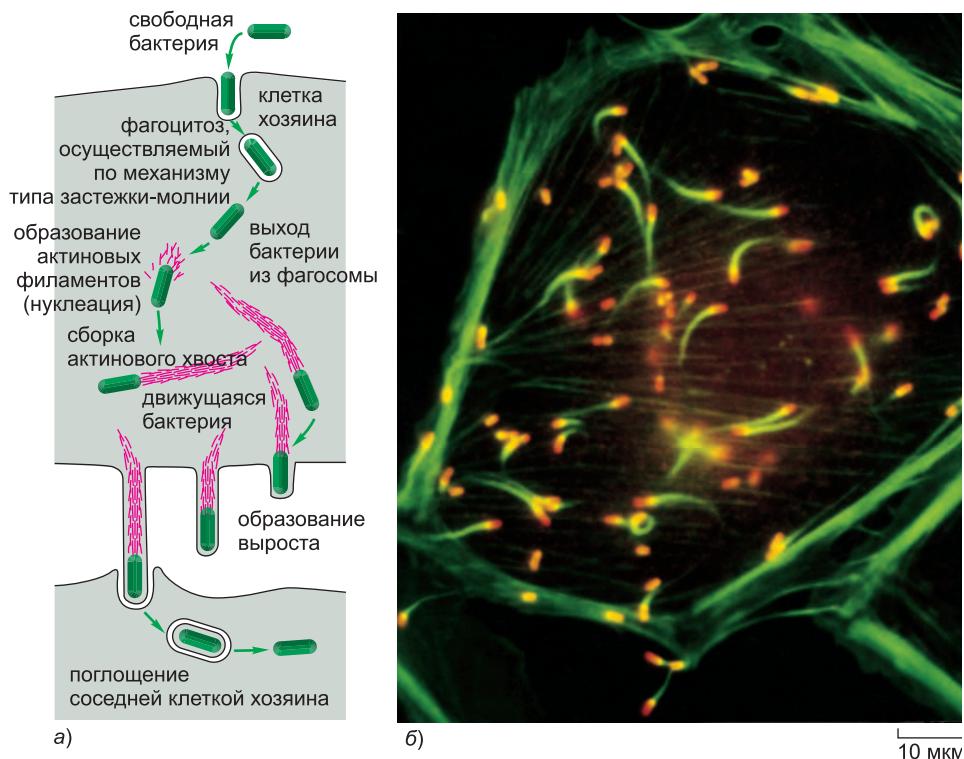 свободная
бактерия
клетка
хозяина
фагоцитоз,
осуществляемый
по механизму
типа застежки-молнии
выход
бактерии
из фагосомы
образование
актиновых
филаментов
(нуклеация)
сборка
актинового хвоста
движущаяся
бактерия
образование
выроста
поглощение
соседней клеткой хозяина
а)
б)
10 мкм